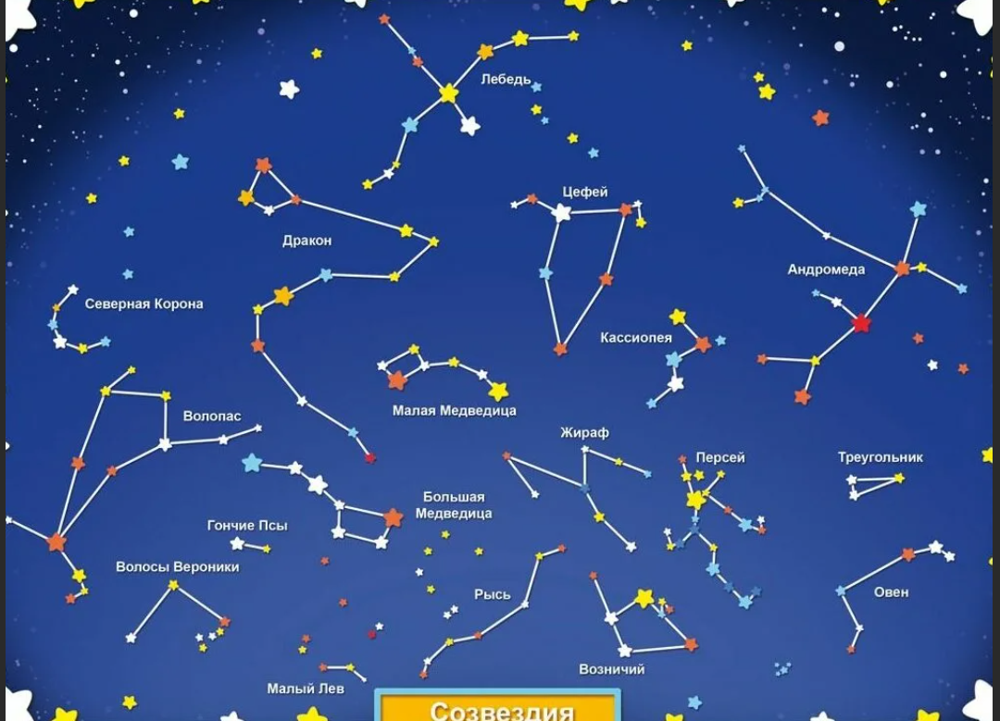 Лебедь
Цефей
Дракон
Андромеда
Северная Корона
Кассиопея
Малая Медведица
Волопас
Жираф
Персей
Треугольник
Большая
Медведица
Гончие Псы
Волосы Вероники
Рысь
Овен
Возничий
Малый Лев
Созвездия